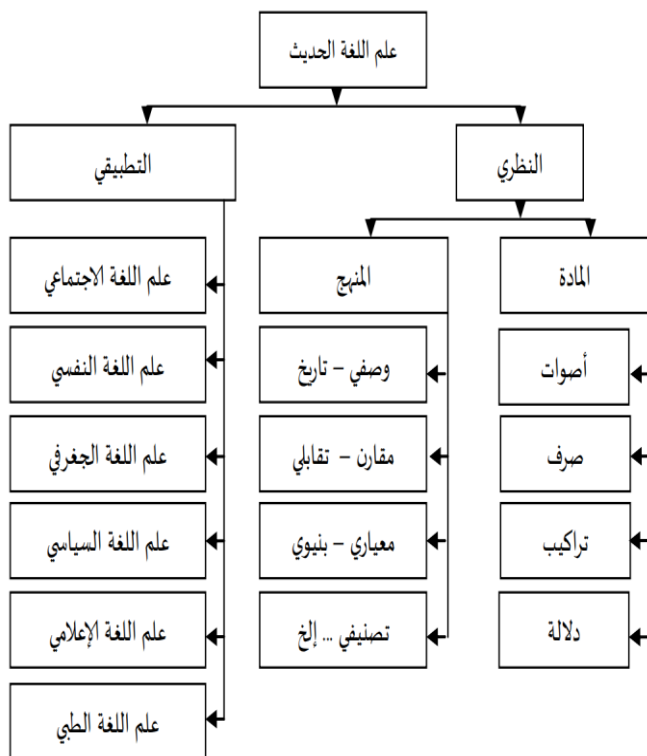 علم اللغة الحديث
النظري
التطبيقي
المادة
المنهج
علم اللغة الاجتماعي
أصوات
وصفي – تاريخ
علم اللغة النفسي
صرف
مقارن – تقابلي
علم اللغة الجغرفي
تراكيب
معياري – بنيوي
علم اللغة السياسي
دلالة
تصنيفي ... إلخ
علم اللغة الإعلامي
علم اللغة الطبي